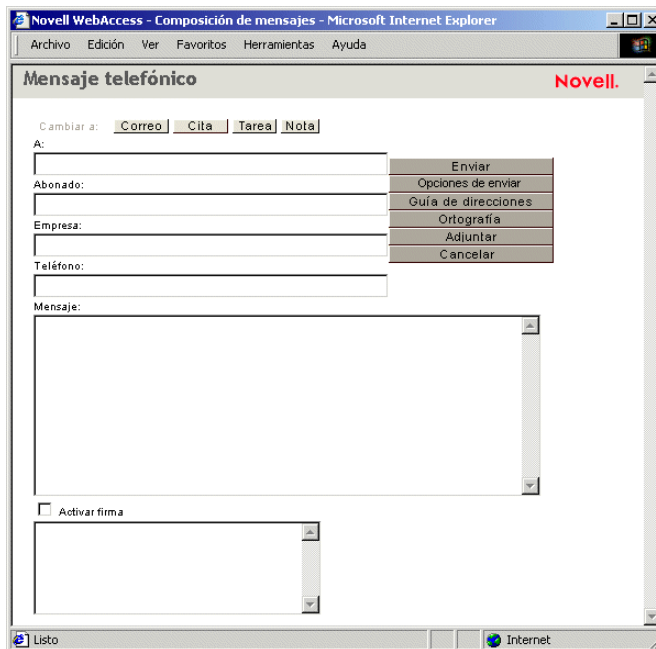 Novell WebAccess - Composición de mensajes - Microsoft Internet Explorer
Archivo Edición Ver Favoritos Herramientas Ayuda
Mensaje telefónico
Novell.
Cambiar a: Correo Cita Tarea Nota
A:
Enviar
Abonado:
Opciones de enviar
Guía de direcciones
Empresa:
Ortografía
Adjuntar
Cancelar
Teléfono:
Mensaje:
Activar firma
Listo
Internet